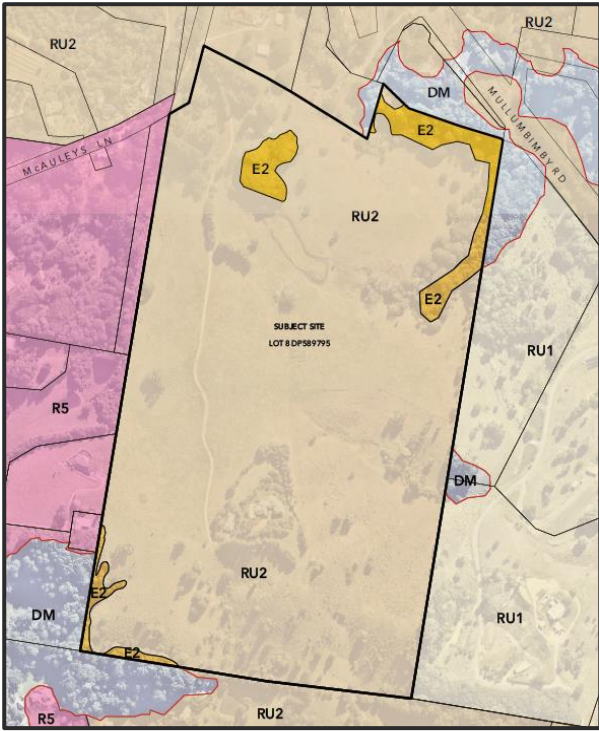 RU2
RU2
DM
MULLUMBIMBY RD
McAULEYS LN
E2
E2
RU2
E2
SUBJECT SITE
LOT 8 DP589795
RU1
R5
DM
RU2
E2
DM
RU1
E2
R5
RU2